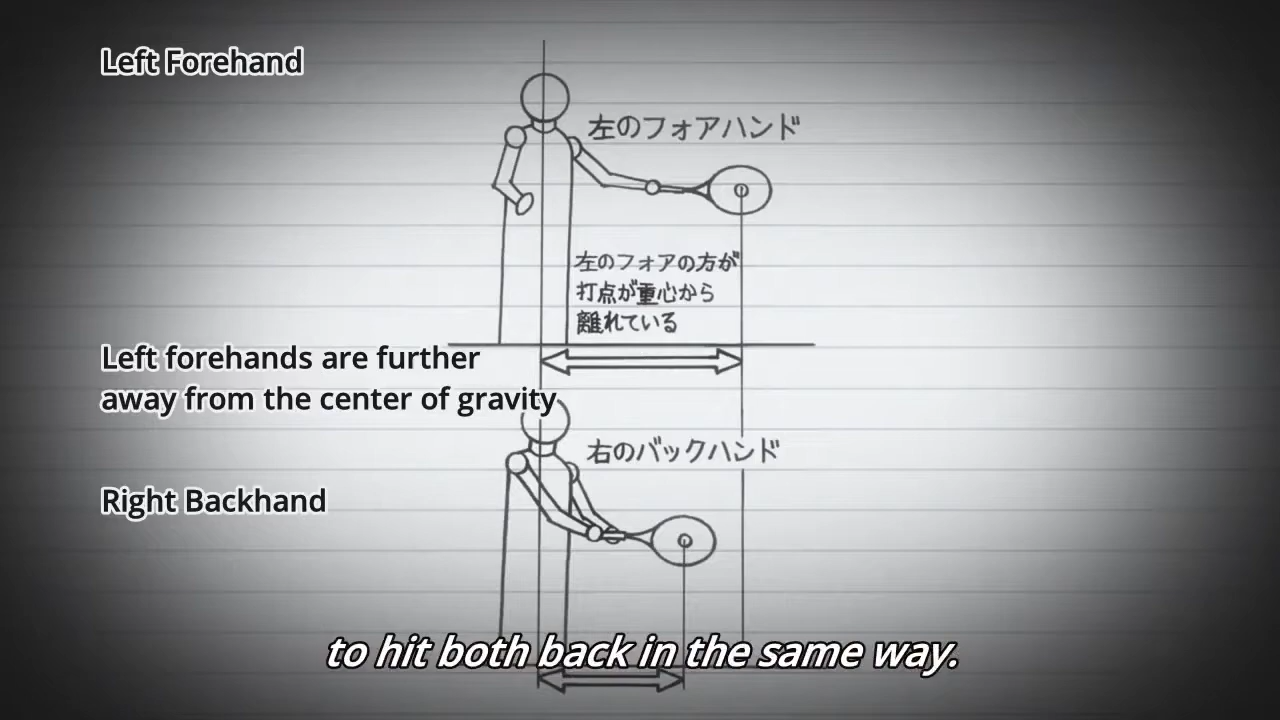 Left Forehand
左のフォアハンド
左のフォアの方が
打点が重心から
離れている
Left forehands are further
away from the center of gravity
右のバックハンド
Right Backhand
to hit both back in the same way.